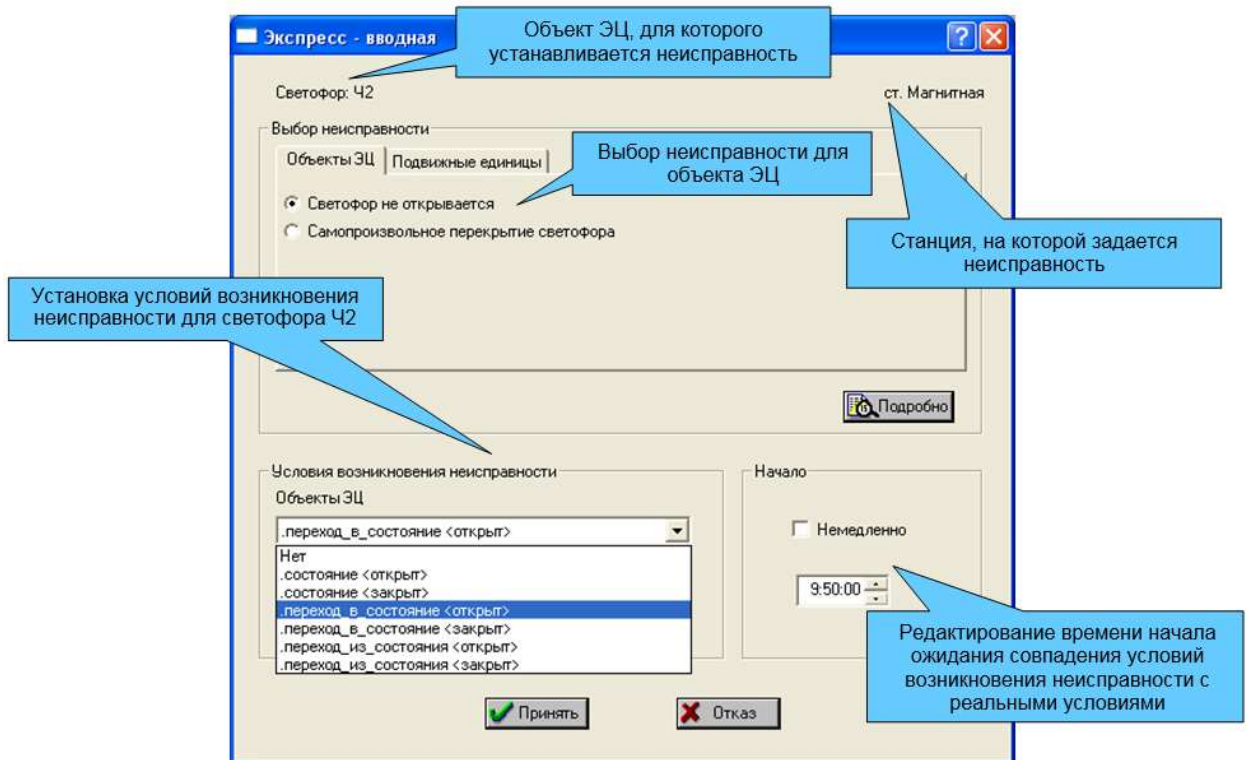 Экспресс - вводная
Объект ЭЦ, для которого
устанавливается неисправность
Светофор: Ч2
ст. Магнитная
Выбор неисправности
Объекты ЭЦ
Подвижные единицы
Выбор неисправности для
объекта ЭЦ
Светофор не открывается
Самопроизвольное перекрытие светофора
Станция, на которой задается
неисправность
Установка условий возникновения
неисправности для светофора Ч2
Подробно
Условия возникновения неисправности
Начало
Объекты ЭЦ
.переход_в_состояние <открыт>
Немедленно
Нет
.состояние <открыт>
.состояние <закрыт>
9:50:00
.переход_в_состояние <открыт>
.переход_в_состояние <закрыт>
.переход_из_состояния <открыт>
.переход_из_состояния <закрыт>
Редактирование времени начала
ожидания совпадения условий
возникновения неисправности с
реальными условиями
Принять
Отказ